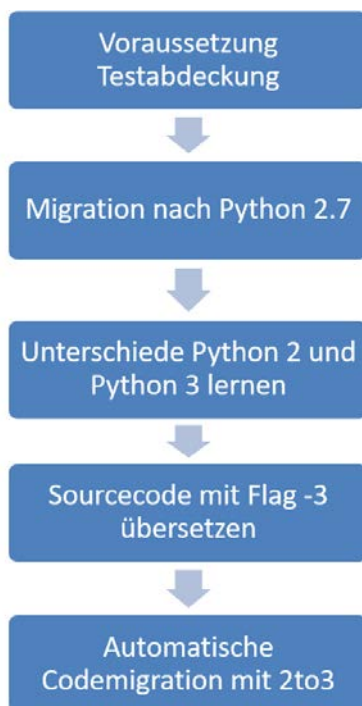 Voraussetzung
Testabdeckung
Migration nach Python 2.7
Unterschiede Python 2 und
Python 3 lernen
Sourcecode mit Flag -3
übersetzen
Automatische
Codemigration mit 2to3